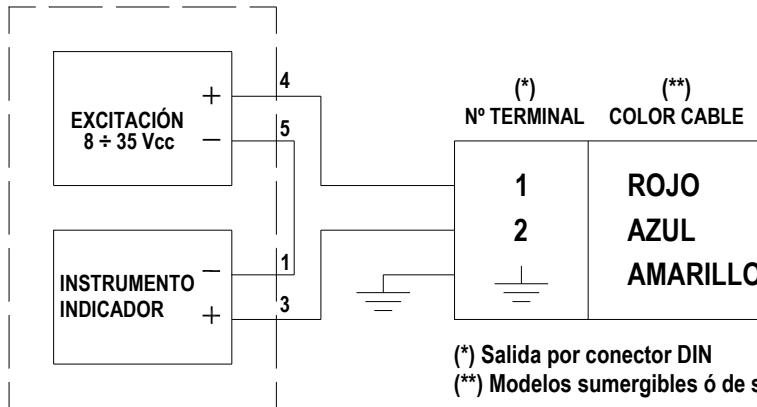 EXCITACIÓN
8 ÷ 35 Vcc
+
−
4
5
INSTRUMENTO
INDICADOR
−
+
1
3
(*)
Nº TERMINAL
(**)
COLOR CABLE
1 ROJO
2 AZUL
AMARILLO
(*) Salida por conector DIN
(**) Modelos sumergibles ó de s